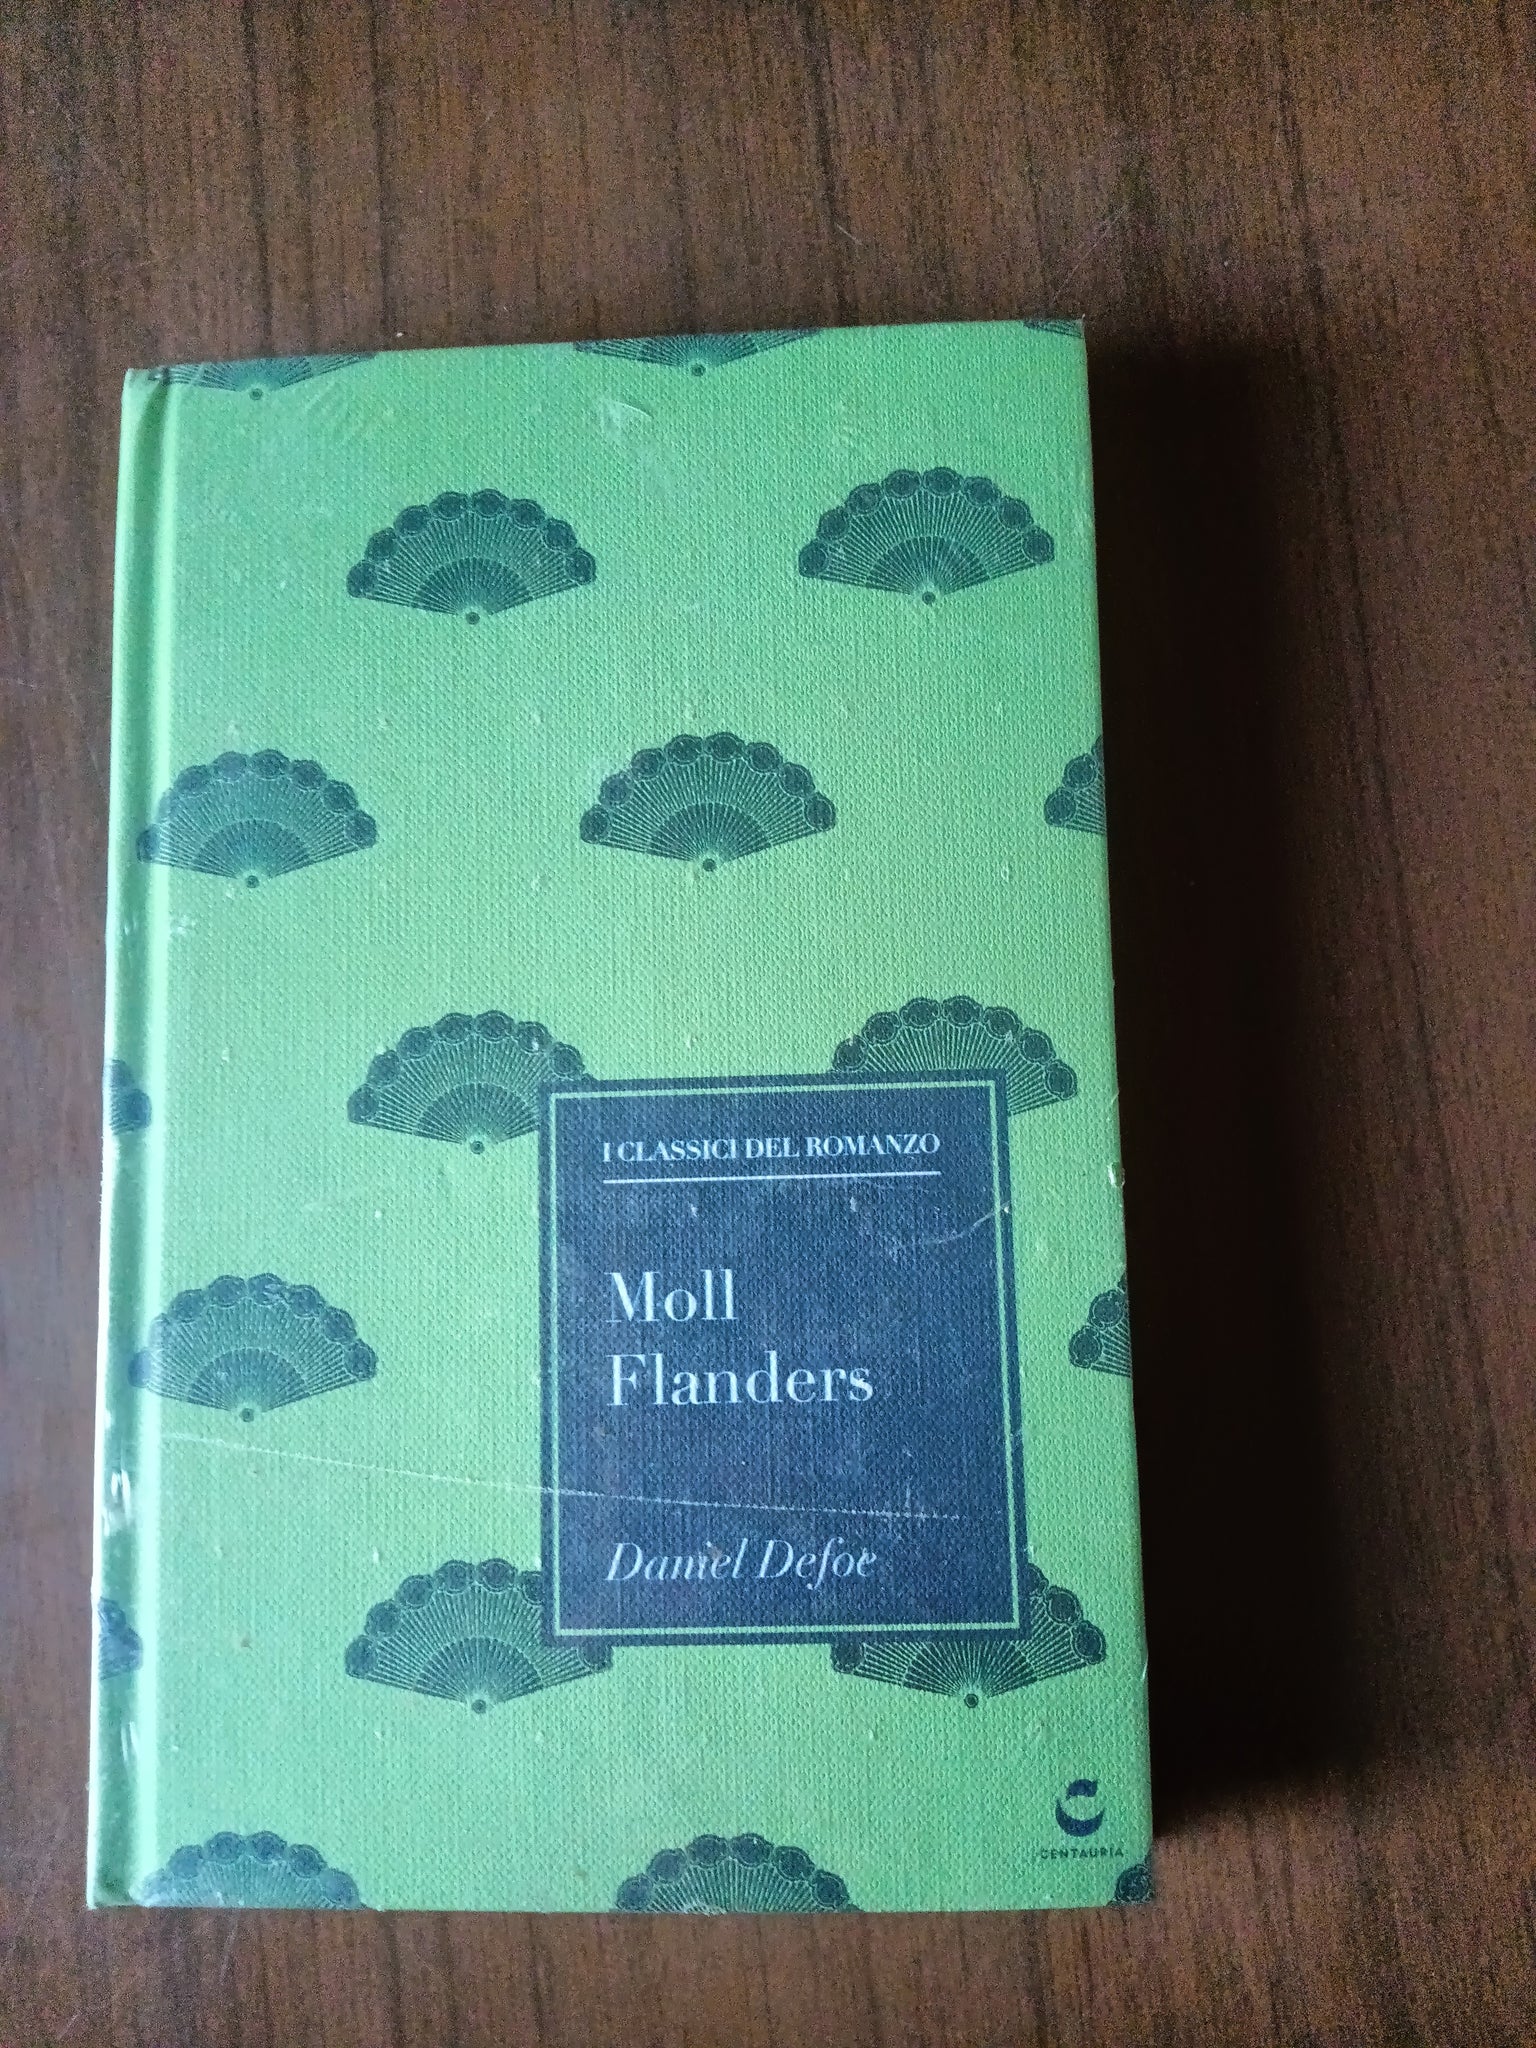 I CLASSICI DEL ROMANZO
Moll
Flanders
Daniel Defoe
CENTAURIA